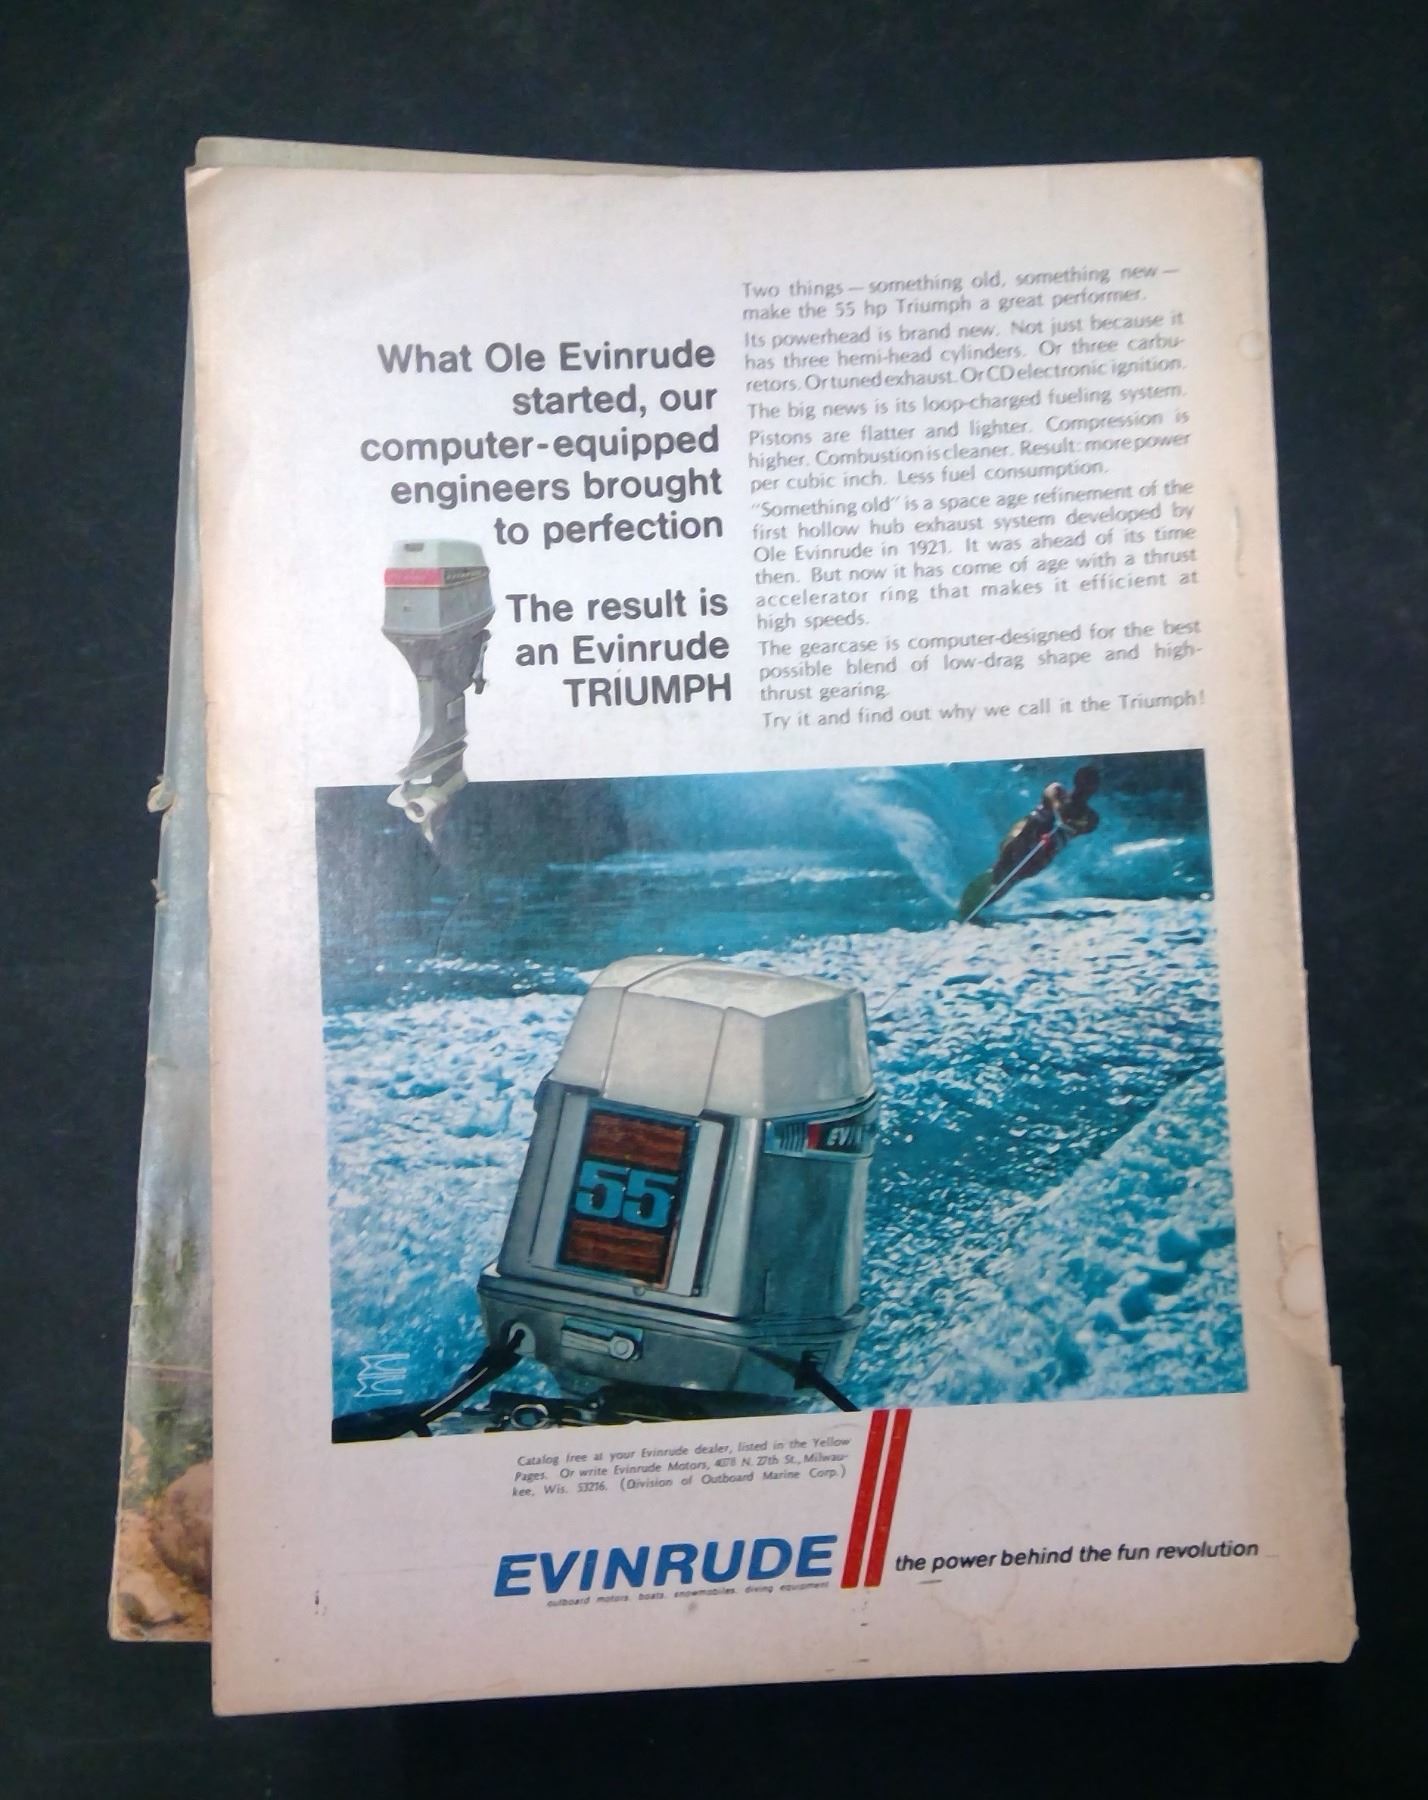 What Ole Evinrude
started, our
computer-equipped
engineers brought
to perfection
The result is
an Evinrude
TRIUMPH
Two things — something old, something new —
make the 55 hp Triumph a great performer.
Its powerhead is brand new. Not just because it
has three hemi-head cylinders. Or three carbu-
retors. Or tuned exhaust. Or CD electronic ignition.
The big news is its loop-charged fueling system.
Pistons are flatter and lighter. Compression is
higher. Combustion is cleaner. Result: more power
per cubic inch. Less fuel consumption.
"Something old" is a space age refinement of the
first hollow hub exhaust system developed by
Ole Evinrude in 1921. It was ahead of its time
then. But now it has come of age with a thrust
accelerator ring that makes it efficient at
high speeds.
The gearcase is computer-designed for the best
possible blend of low-drag shape and high-
thrust gearing.
Try it and find out why we call it the Triumph!
55
EVIN
Catalog free at your Evinrude dealer, listed in the Yellow
Pages. Or write Evinrude Motors, 4078 N. 27th St., Milwau-
kee, Wis. 53216. (Division of Outboard Marine Corp.)
EVINRUDE
the power behind the fun revolution
outboard motors, boats, snowmobiles, diving equipment